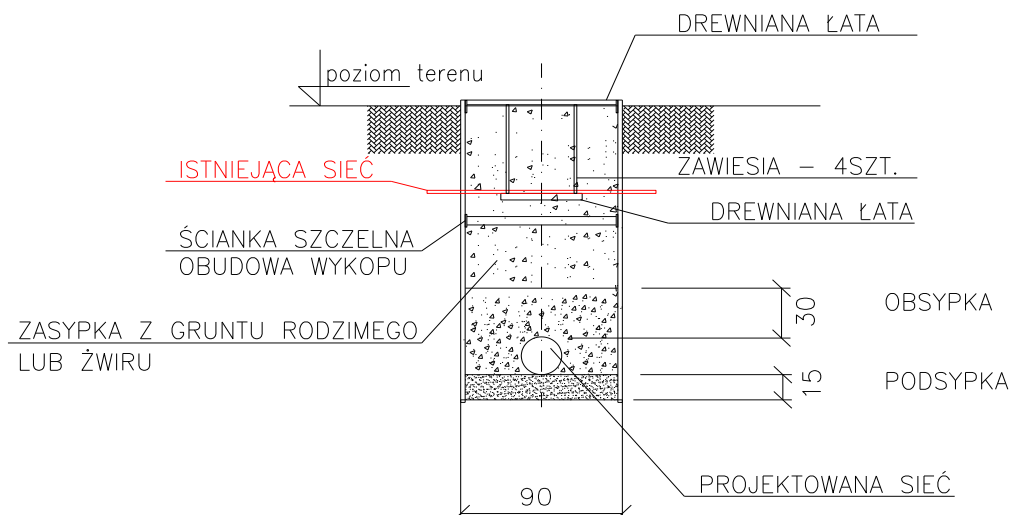 DREWNIANA ŁATA
poziom terenu
ISTNIEJĄCA SIEĆ
ZAWIESIA - 4SZT.
DREWNIANA ŁATA
ŚCIANKA SZCZELNA
OBUDOWA WYKOPU
30
OBSYPKA
ZASYPKA Z GRUNTU RODZIMEGO
LUB ŻWIRU
15
PODSYPKA
PROJEKTOWANA SIEĆ
90